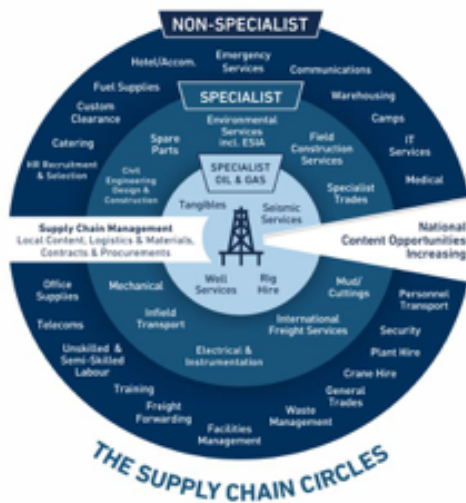 NON-SPECIALIST
Hotel/Accom.
Emergency
Services
Communications
Fuel Supplies
Warehousing
Custom
Clearance
Camps
Catering
IT
Services
HR Recruitment
& Selection
Medical
SPECIALIST
Environmental
Services
incl. ESIA
Spare
Parts
Field
Construction
Services
Civil
Engineering
Design &
Construction
Specialist
Trades
SPECIALIST
OIL & GAS
Tangibles
Seismic
Services
Supply Chain Management
Local Content, Logistics & Materials,
Contracts & Procurements
National
Content Opportunities
Increasing
Well
Services
Rig
Hire
Mechanical
Mud/
Cuttings
Infield
Transport
International
Freight Services
Electrical &
Instrumentation
Office
Supplies
Personnel
Transport
Telecoms
Security
Unskilled &
Semi-Skilled
Labour
Plant Hire
Crane Hire
Training
General
Trades
Freight
Forwarding
Waste
Management
Facilities
Management
THE SUPPLY CHAIN CIRCLES